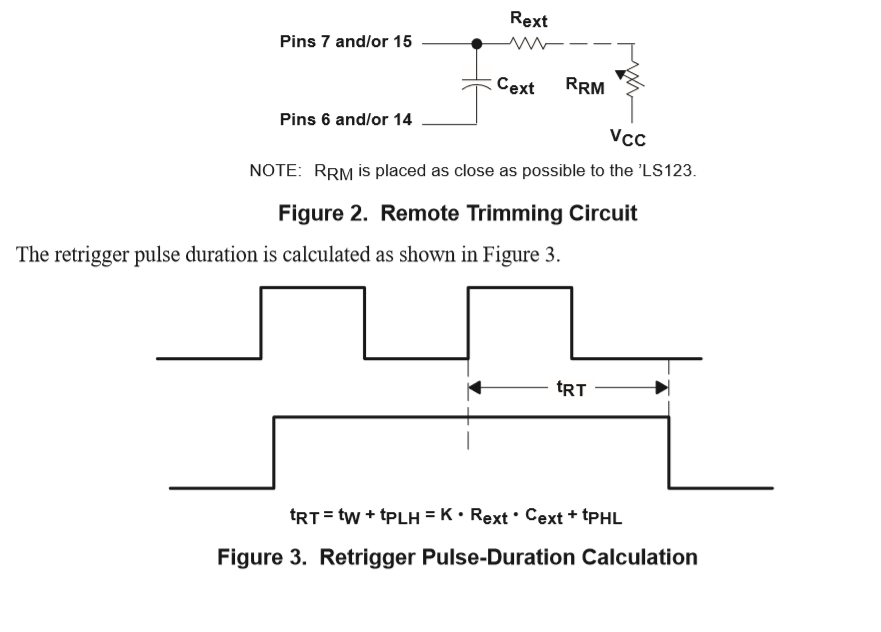 Rext
Pins 7 and/or 15
Cext RRM
Pins 6 and/or 14
VCC
NOTE: RRM is placed as close as possible to the ’LS123.
Figure 2. Remote Trimming Circuit
The retrigger pulse duration is calculated as shown in Figure 3.
tRT
tRT = tW + tPLH = K • Rext • Cext + tPHL
Figure 3. Retrigger Pulse-Duration Calculation